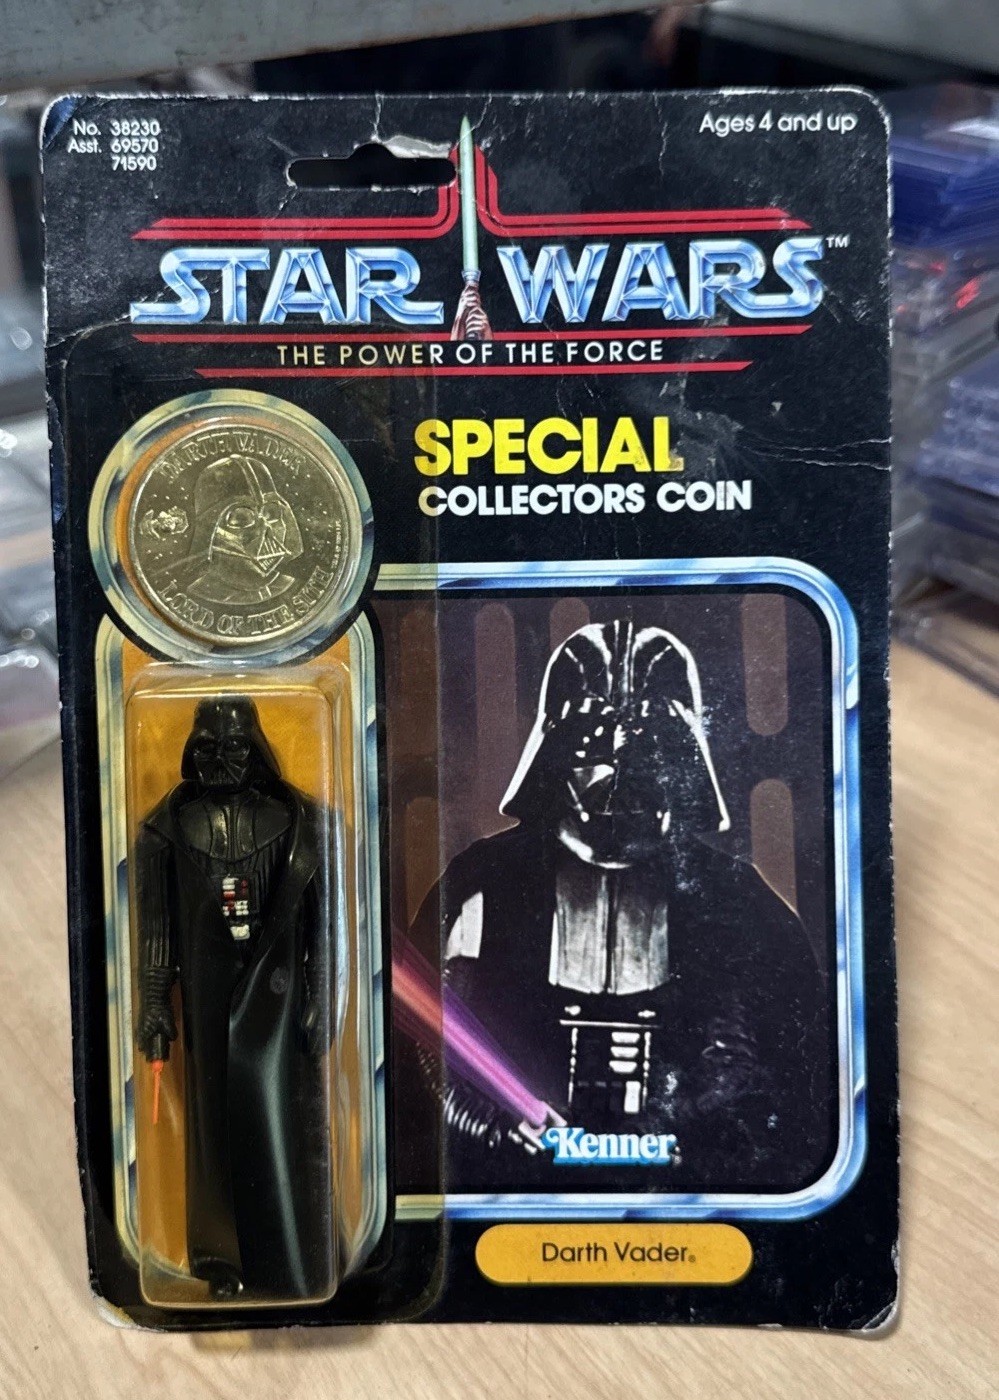 No. 38230
Asst. 69570
71590
Ages 4 and up
STAR WARS™
THE POWER OF THE FORCE
SPECIAL
COLLECTORS COIN
DARTH VADER
LORD OF THE SITH
Kenner
Darth Vader®